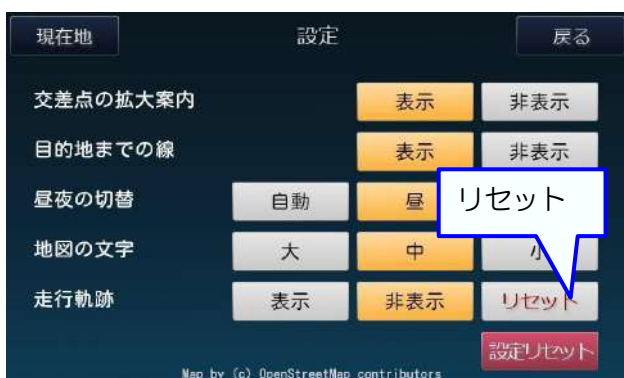 現在地 設定 戻る
交差点の拡大案内 表示 非表示
目的地までの線 表示 非表示
昼夜の切替 自動 昼 リセット
地図の文字 大 中 小
走行軌跡 表示 非表示 リセット
設定リセット
Map by (c) OpenStreetMap contributors